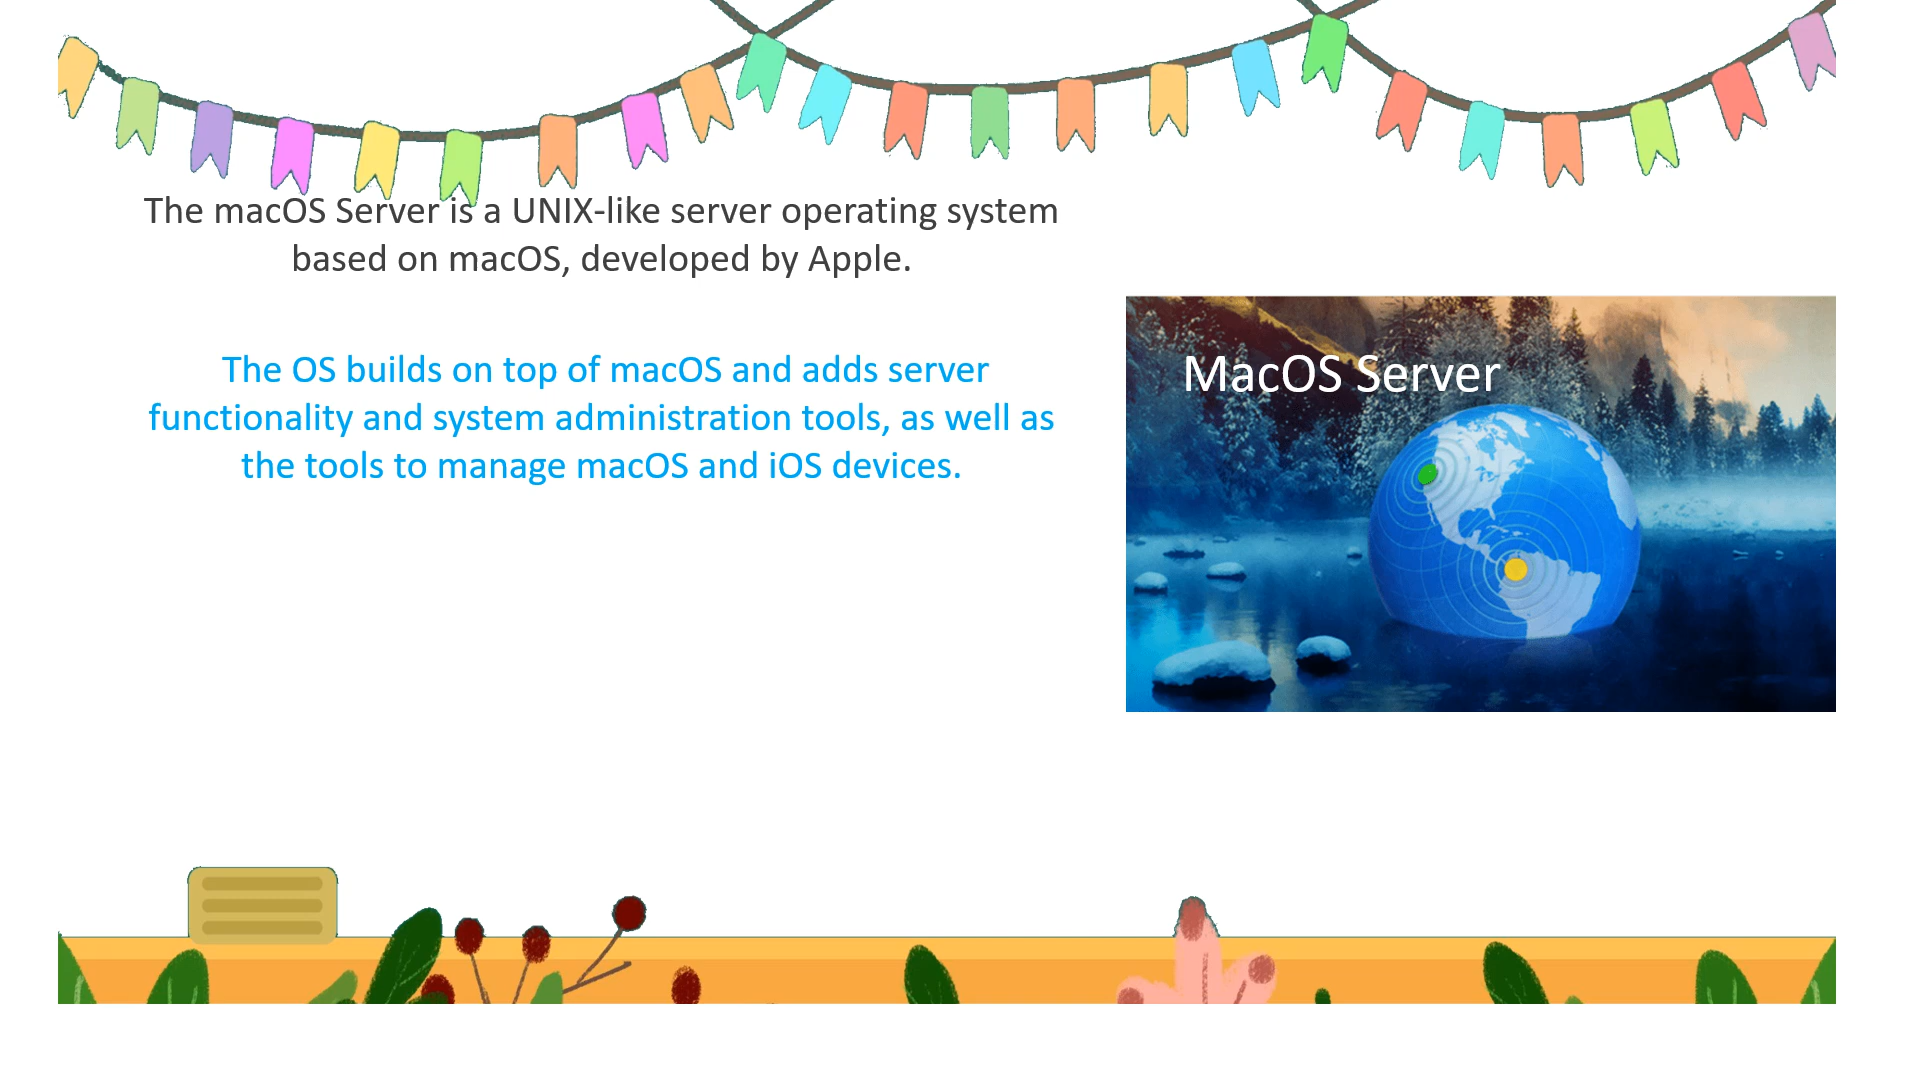 The macOS Server is a UNIX-like server operating system
based on macOS, developed by Apple.
The OS builds on top of macOS and adds server
functionality and system administration tools, as well as
the tools to manage macOS and iOS devices.
MacOS Server